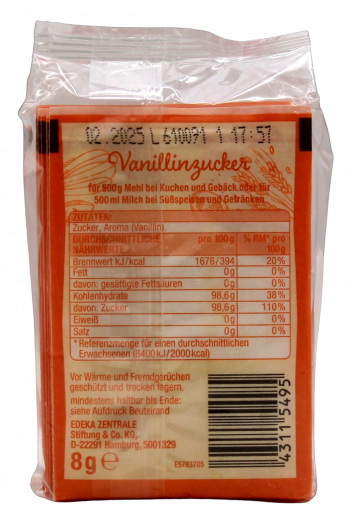 02.2025 L610091 1 17:57
Vanillinzucker
für 500g Mehl bei Kuchen und Gebäck oder für
500ml Milch bei Süßspeisen und Getränken
ZUTATEN:
Zucker, Aroma (Vanillin).
DURCHSCHNITTLICHE NÄHRWERTE pro 100g % RM* pro 100g
Brennwert kJ/kcal 1676/394 20%
Fett 0g 0%
davon: gesättigte Fettsäuren 0g 0%
Kohlenhydrate 98,6g 38%
davon: Zucker 98,6g 110%
Eiweiß 0g 0%
Salz 0g 0%
*Referenzmenge für einen durchschnittlichen
Erwachsenen (8400kJ/2000kcal)
Vor Wärme und Fremdgerüchen
geschützt und trocken lagern.
mindestens haltbar bis Ende:
siehe Aufdruck Beutelrand
EDEKA ZENTRALE
Stiftung & Co. KG,
D-22291 Hamburg, 5001329
8g e
E5783705
4311 5495